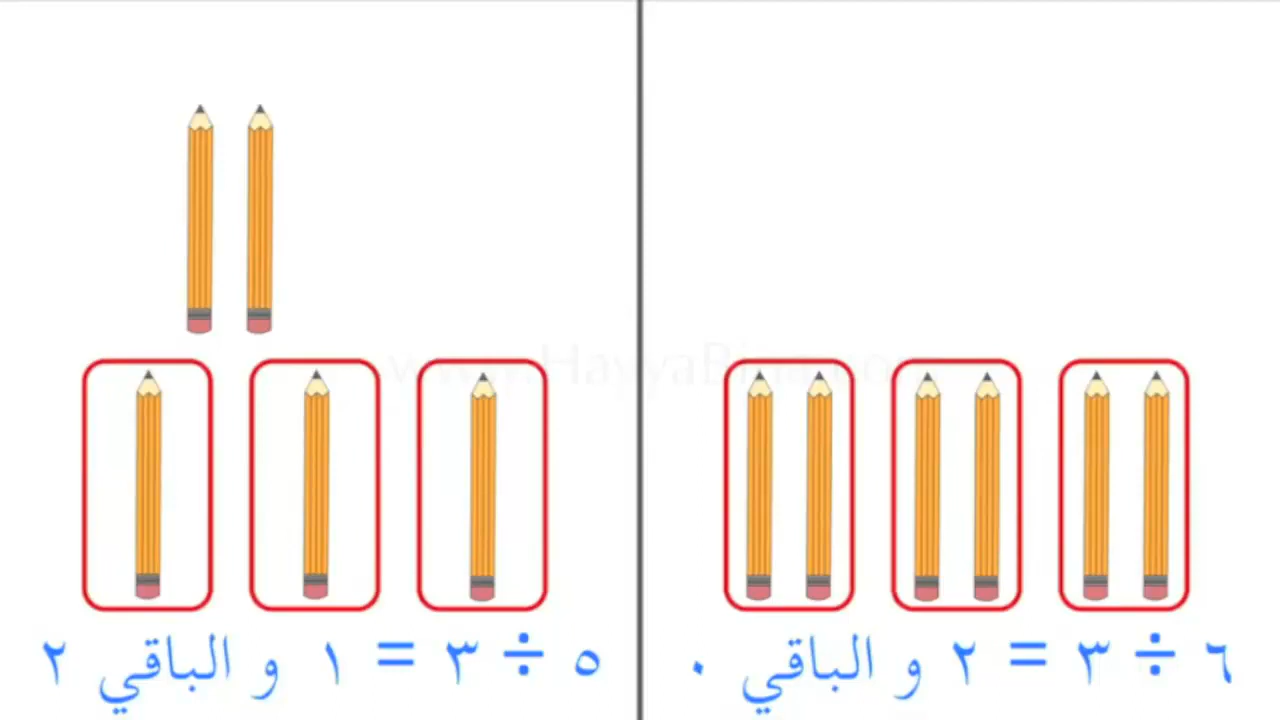 ٦ ÷ ٣ = ٢ و الباقي ٠
٥ ÷ ٣ = ١ و الباقي ٢